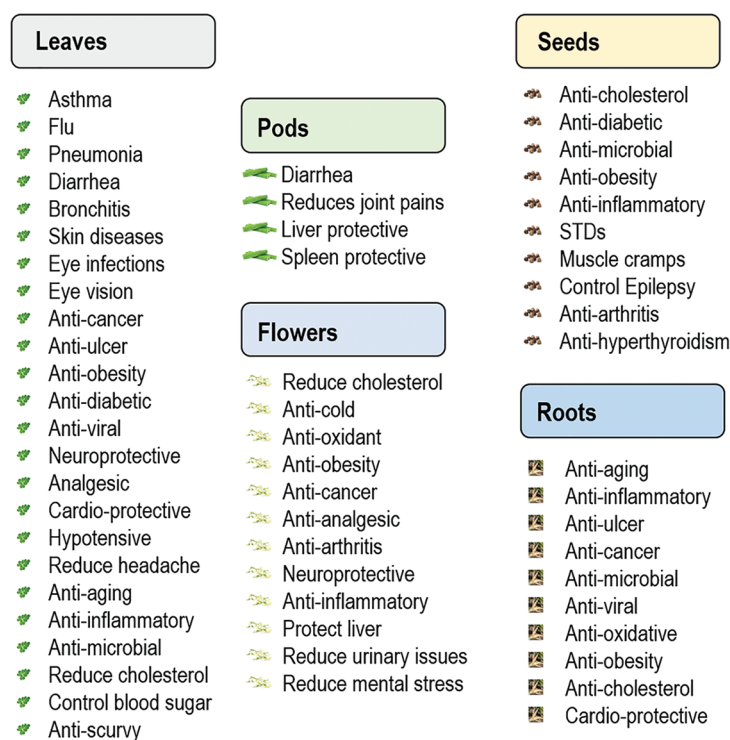 Leaves
Asthma
Flu
Pneumonia
Diarrhea
Bronchitis
Skin diseases
Eye infections
Eye vision
Anti-cancer
Anti-ulcer
Anti-obesity
Anti-diabetic
Anti-viral
Neuroprotective
Analgesic
Cardio-protective
Hypotensive
Reduce headache
Anti-aging
Anti-inflammatory
Anti-microbial
Reduce cholesterol
Control blood sugar
Anti-scurvy
Pods
Diarrhea
Reduces joint pains
Liver protective
Spleen protective
Flowers
Reduce cholesterol
Anti-cold
Anti-oxidant
Anti-obesity
Anti-cancer
Anti-analgesic
Anti-arthritis
Neuroprotective
Anti-inflammatory
Protect liver
Reduce urinary issues
Reduce mental stress
Seeds
Anti-cholesterol
Anti-diabetic
Anti-microbial
Anti-obesity
Anti-inflammatory
STDs
Muscle cramps
Control Epilepsy
Anti-arthritis
Anti-hyperthyroidism
Roots
Anti-aging
Anti-inflammatory
Anti-ulcer
Anti-cancer
Anti-microbial
Anti-viral
Anti-oxidative
Anti-obesity
Anti-cholesterol
Cardio-protective